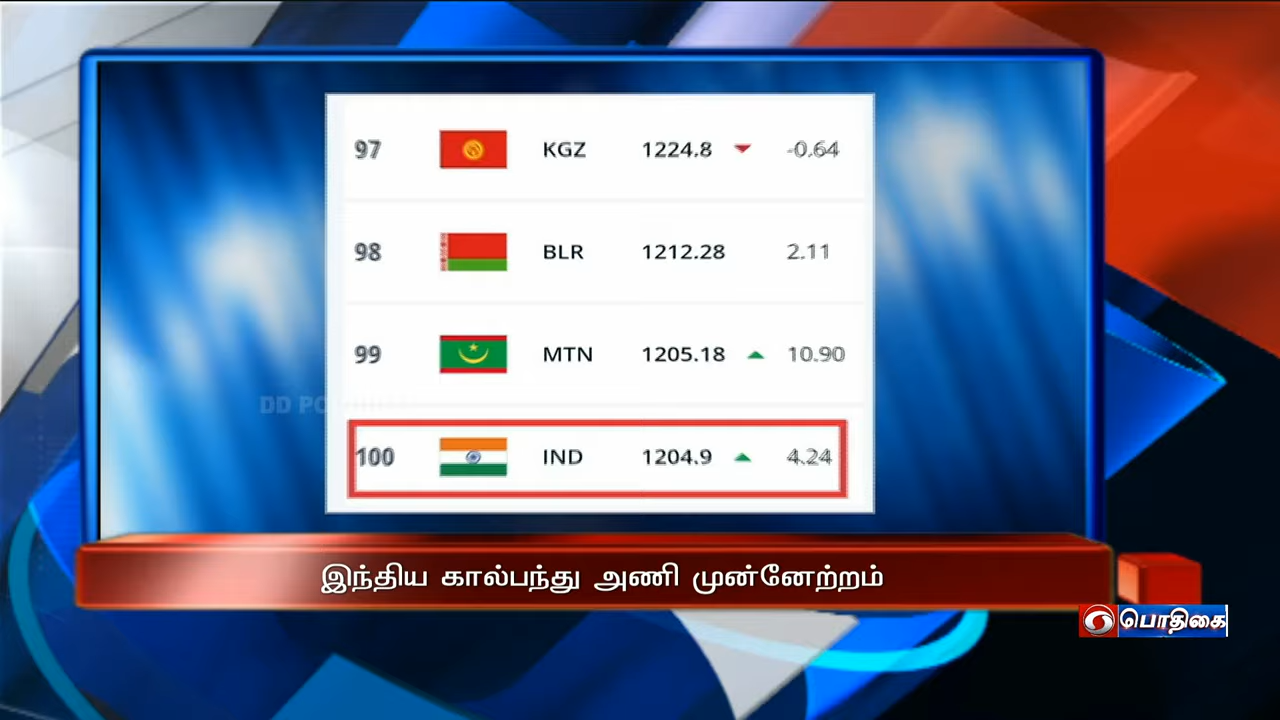 97 KGZ 1224.8 -0.64
98 BLR 1212.28 2.11
99 MTN 1205.18 10.90
100 IND 1204.9 4.24
இந்திய கால்பந்து அணி முன்னேற்றம்
பொதிகை